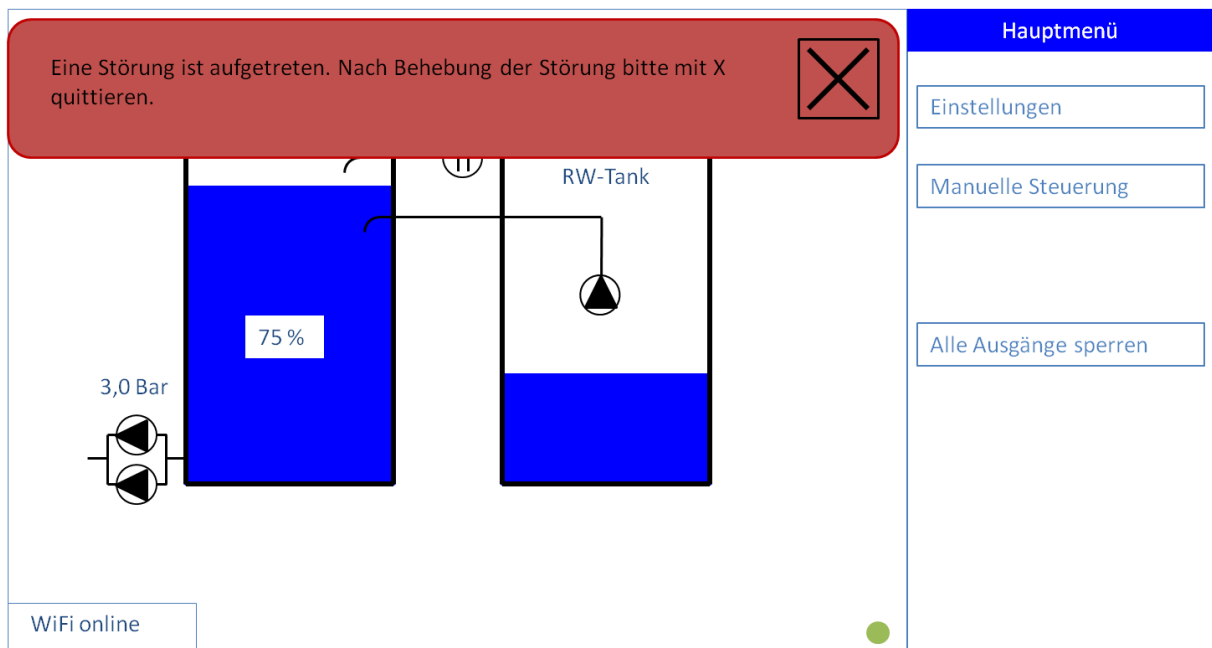 Hauptmenü
Eine Störung ist aufgetreten. Nach Behebung der Störung bitte mit X
quittieren.
Einstellungen
RW-Tank
Manuelle Steuerung
75 %
Alle Ausgänge sperren
3,0 Bar
WiFi online